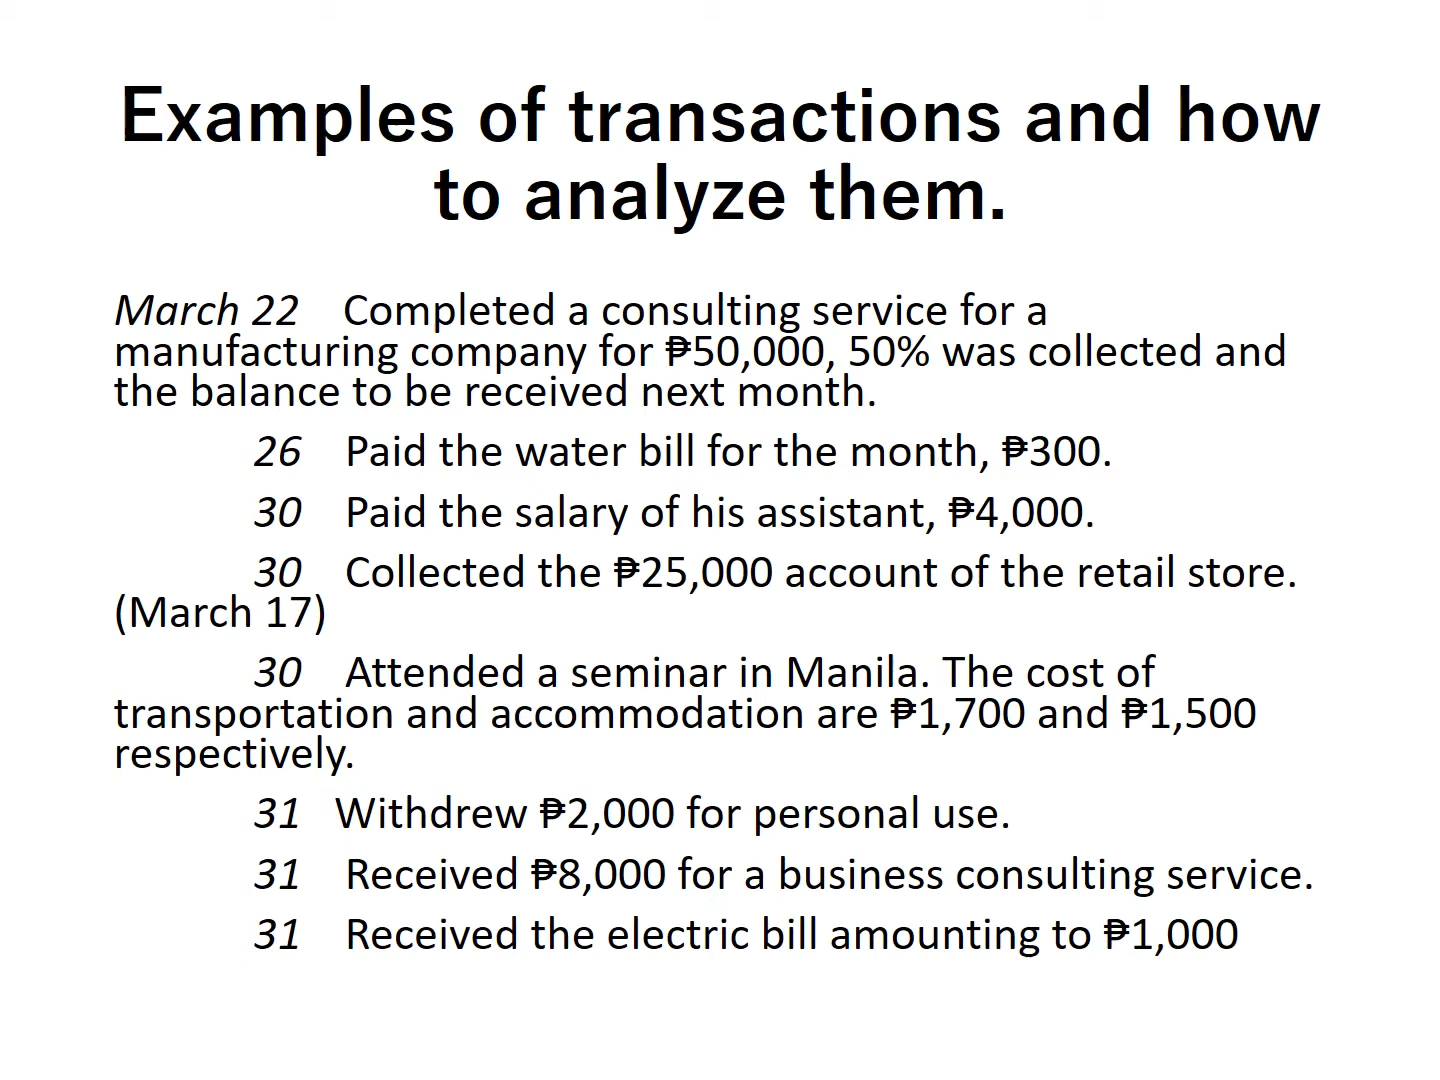 Examples of transactions and how
to analyze them.
March 22 Completed a consulting service for a
manufacturing company for ₱50,000, 50% was collected and
the balance to be received next month.
26 Paid the water bill for the month, ₱300.
30 Paid the salary of his assistant, ₱4,000.
30 Collected the ₱25,000 account of the retail store.
(March 17)
30 Attended a seminar in Manila. The cost of
transportation and accommodation are ₱1,700 and ₱1,500
respectively.
31 Withdrew ₱2,000 for personal use.
31 Received ₱8,000 for a business consulting service.
31 Received the electric bill amounting to ₱1,000